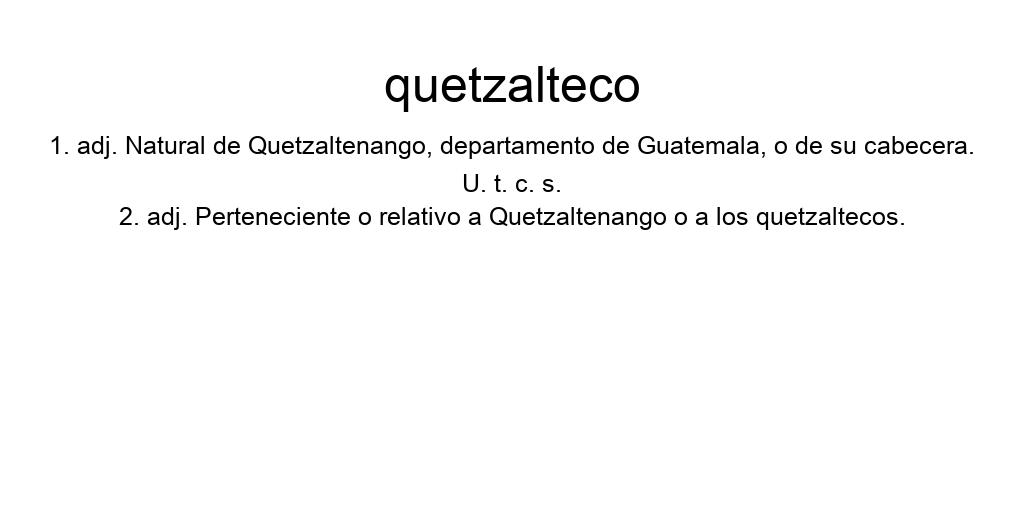 quetzalteco
1. adj. Natural de Quetzaltenango, departamento de Guatemala, o de su cabecera.
U. t. c. s.
2. adj. Perteneciente o relativo a Quetzaltenango o a los quetzaltecos.